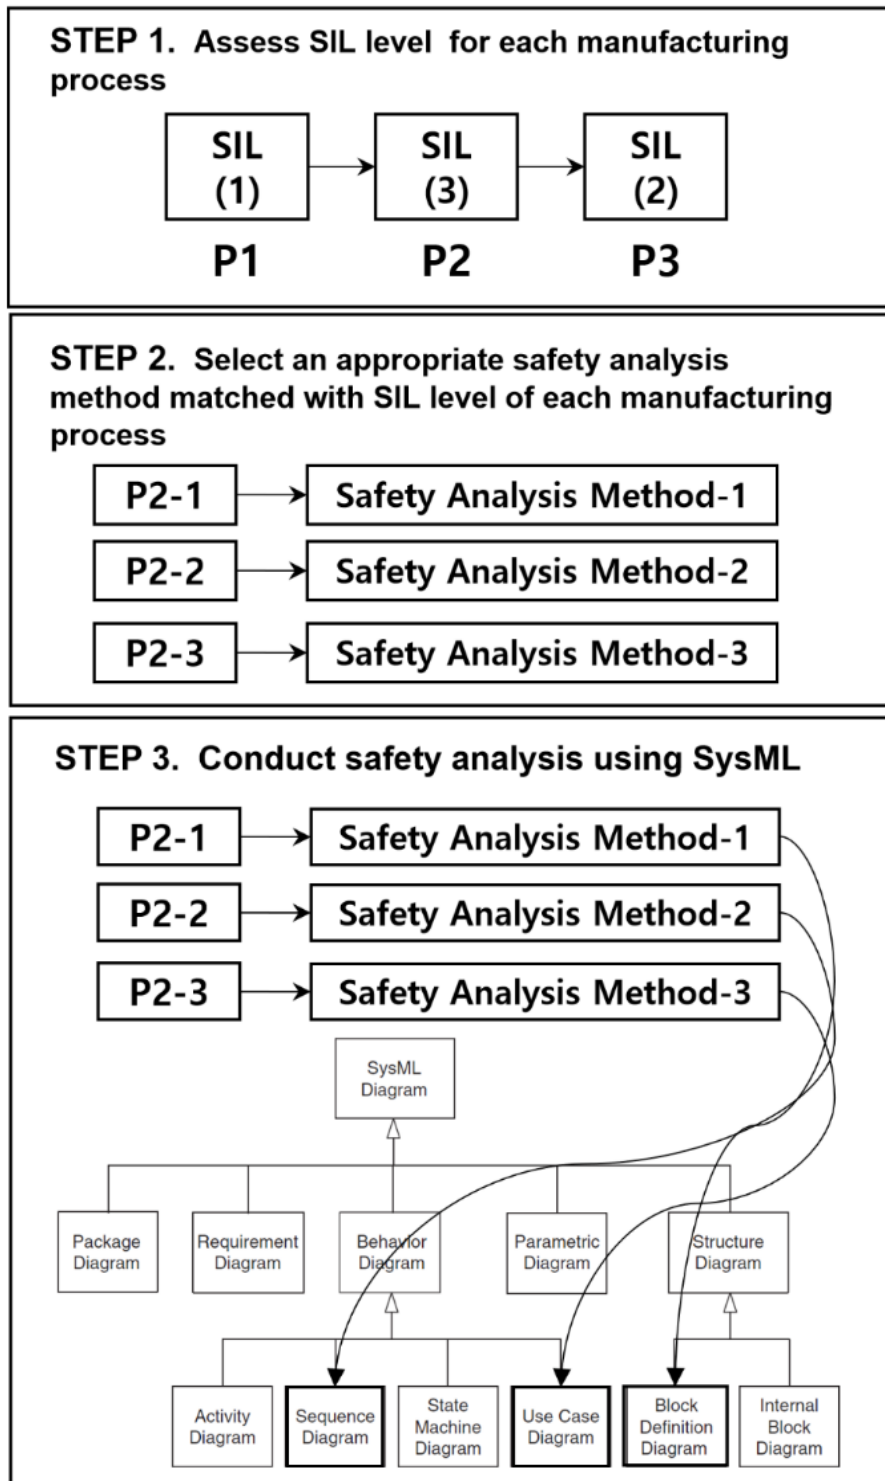 STEP 1. Assess SIL level for each manufacturing
process
SIL
(1)
SIL
(3)
SIL
(2)
P1
P2
P3
STEP 2. Select an appropriate safety analysis
method matched with SIL level of each manufacturing
process
P2-1
Safety Analysis Method-1
P2-2
Safety Analysis Method-2
P2-3
Safety Analysis Method-3
STEP 3. Conduct safety analysis using SysML
P2-1
Safety Analysis Method-1
P2-2
Safety Analysis Method-2
P2-3
Safety Analysis Method-3
SysML
Diagram
Package
Diagram
Requirement
Diagram
Behavior
Diagram
Parametric
Diagram
Structure
Diagram
Activity
Diagram
Sequence
Diagram
State
Machine
Diagram
Use Case
Diagram
Block
Definition
Diagram
Internal
Block
Diagram